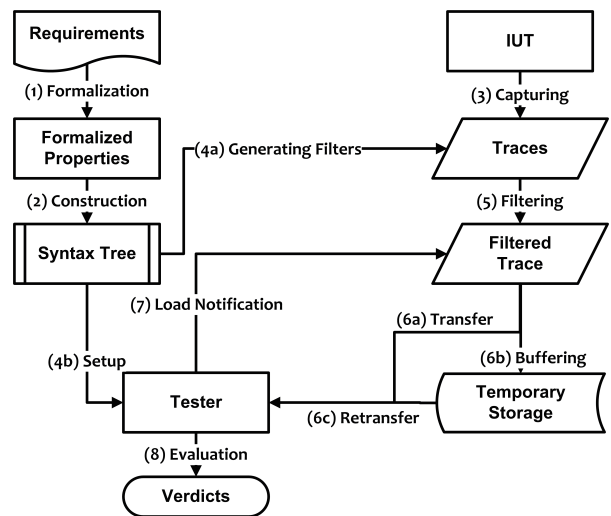 Requirements
IUT
(1) Formalization
(3) Capturing
Formalized
Properties
(4a) Generating Filters
Traces
(2) Construction
(5) Filtering
Syntax Tree
Filtered
Trace
(7) Load Notification
(6a) Transfer
(4b) Setup
(6b) Buffering
Tester
(6c) Retransfer
Temporary
Storage
(8) Evaluation
Verdicts